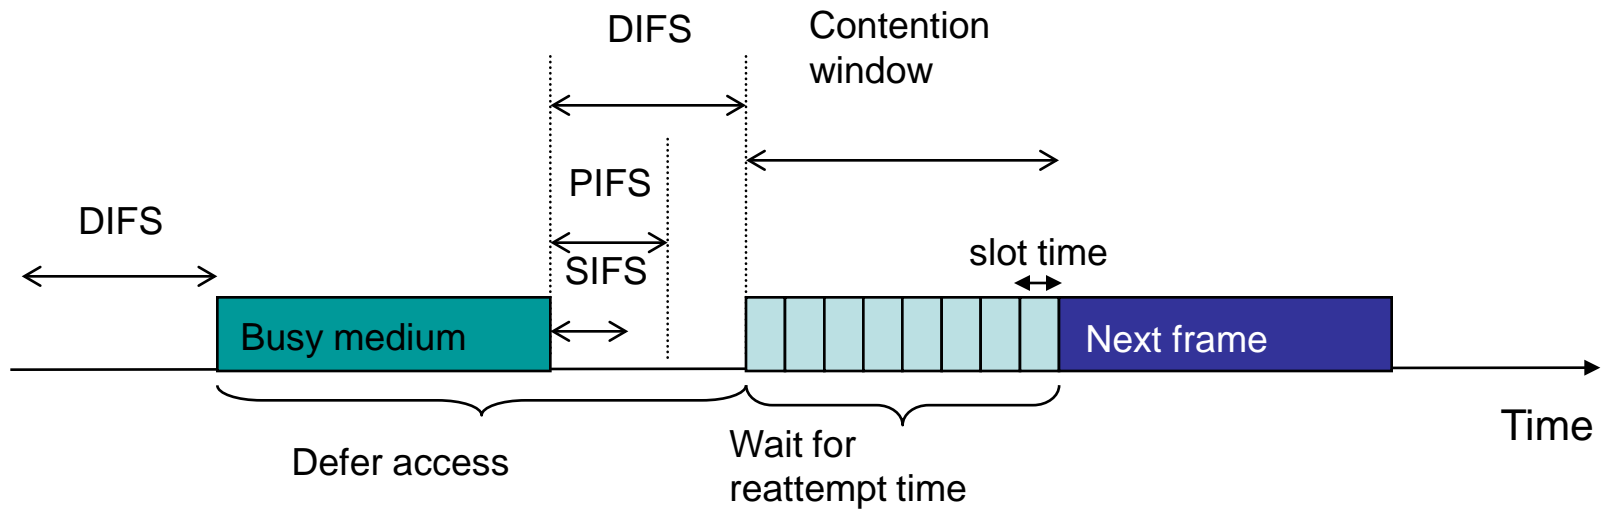 DIFS
Contention
window
PIFS
DIFS
SIFS
slot time
Busy medium
Next frame
Time
Defer access
Wait for
reattempt time